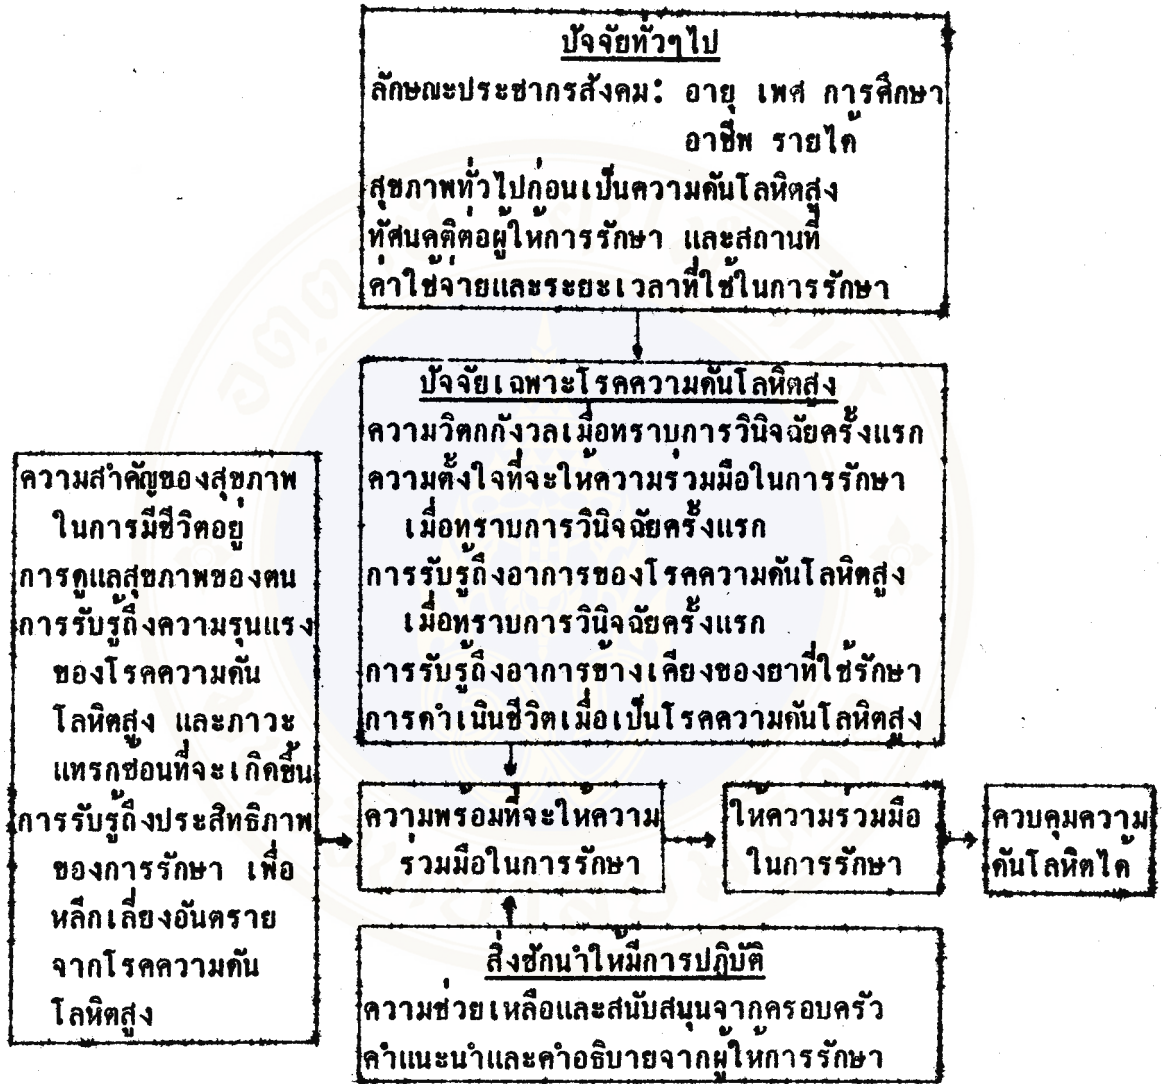 ปัจจัยทั่วๆไป
ลักษณะประชากรสังคม: อายุ เพศ การศึกษา
อาชีพ รายได้
สุขภาพทั่วไปก่อนเป็นความดันโลหิตสูง
ทัศนคติต่อผู้ให้การรักษา และสถานที่
ค่าใช้จ่ายและระยะเวลาที่ใช้ในการรักษา
ปัจจัยเฉพาะโรคความดันโลหิตสูง
ความวิตกกังวลเมื่อทราบการวินิจฉัยครั้งแรก
ความตั้งใจที่จะให้ความร่วมมือในการรักษา
เมื่อทราบการวินิจฉัยครั้งแรก
การรับรู้ถึงอาการของโรคความดันโลหิตสูง
เมื่อทราบการวินิจฉัยครั้งแรก
การรับรู้ถึงอาการข้างเคียงของยาที่ใช้รักษา
การดำเนินชีวิตเมื่อเป็นโรคความดันโลหิตสูง
ความสำคัญของสุขภาพ
ในการมีชีวิตอยู่
การดูแลสุขภาพของตน
การรับรู้ถึงความรุนแรง
ของโรคความดัน
โลหิตสูง และภาวะ
แทรกซ้อนที่จะเกิดขึ้น
การรับรู้ถึงประสิทธิภาพ
ของการรักษา เพื่อ
หลีกเลี่ยงอันตราย
จากโรคความดัน
โลหิตสูง
ความพร้อมที่จะให้ความ
ร่วมมือในการรักษา
ให้ความร่วมมือ
ในการรักษา
ควบคุมความ
ดันโลหิตได้
สิ่งชักนำให้มีการปฏิบัติ
ความช่วยเหลือและสนับสนุนจากครอบครัว
คำแนะนำและคำอธิบายจากผู้ให้การรักษา